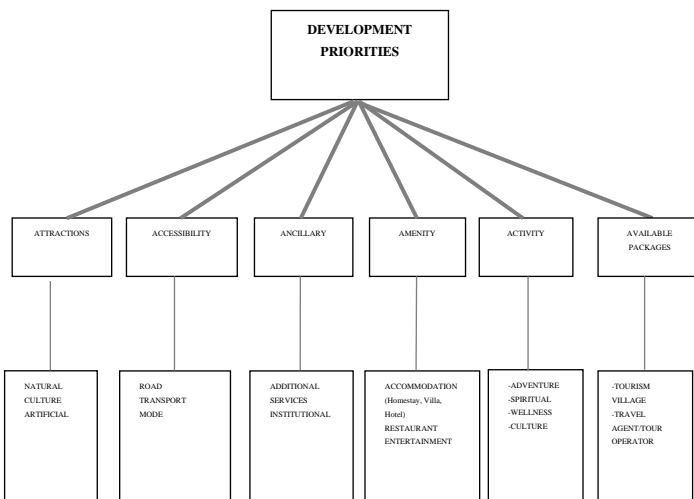 DEVELOPMENT
PRIORITIES
ATTRACTIONS
ACCESSIBILITY
ANCILLARY
AMENITY
ACTIVITY
AVAILABLE
PACKAGES
NATURAL
CULTURE
ARTIFICIAL
ROAD
TRANSPORT
MODE
ADDITIONAL
SERVICES
INSTITUTIONAL
ACCOMMODATION
(Homestay, Villa,
Hotel)
RESTAURANT
ENTERTAINMENT
-ADVENTURE
-SPIRITUAL
-WELLNESS
-CULTURE
-TOURISM
VILLAGE
-TRAVEL
AGENT/TOUR
OPERATOR